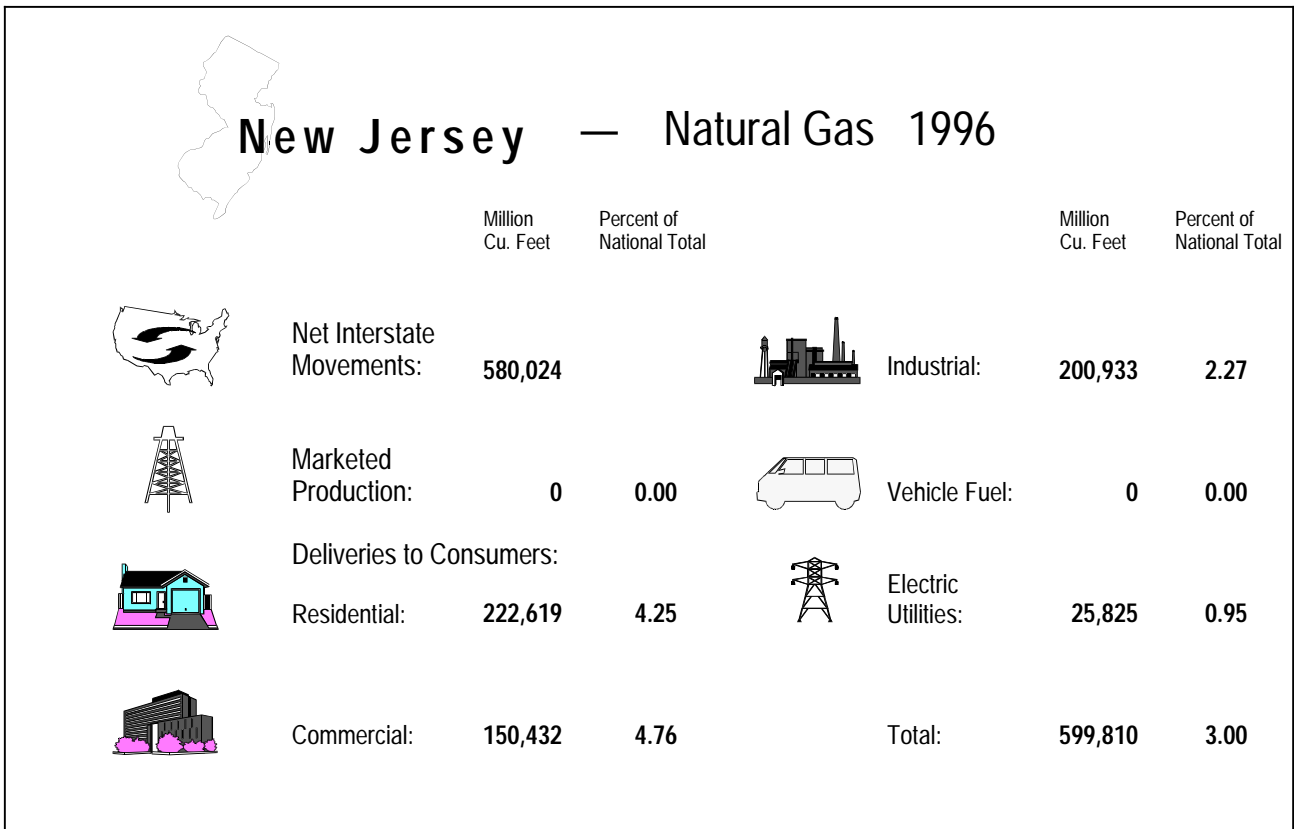 New Jersey — Natural Gas 1996
Million
Cu. Feet
Percent of
National Total
Million
Cu. Feet
Percent of
National Total
Net Interstate
Movements: 580,024
Industrial: 200,933 2.27
Marketed
Production: 0 0.00
Vehicle Fuel: 0 0.00
Deliveries to Consumers:
Residential: 222,619 4.25
Electric
Utilities: 25,825 0.95
Commercial: 150,432 4.76
Total: 599,810 3.00